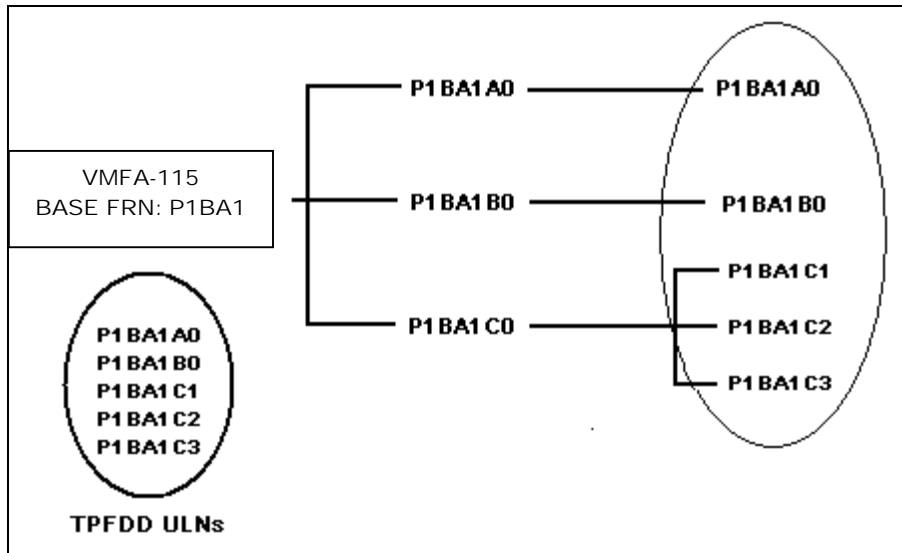 P1BA1A0
P1BA1A0
VMFA-115
BASE FRN: P1BA1
P1BA1B0
P1BA1B0
P1BA1C1
P1BA1C0
P1BA1C2
P1BA1C3
P1BA1A0
P1BA1B0
P1BA1C1
P1BA1C2
P1BA1C3
TPFDD ULNs